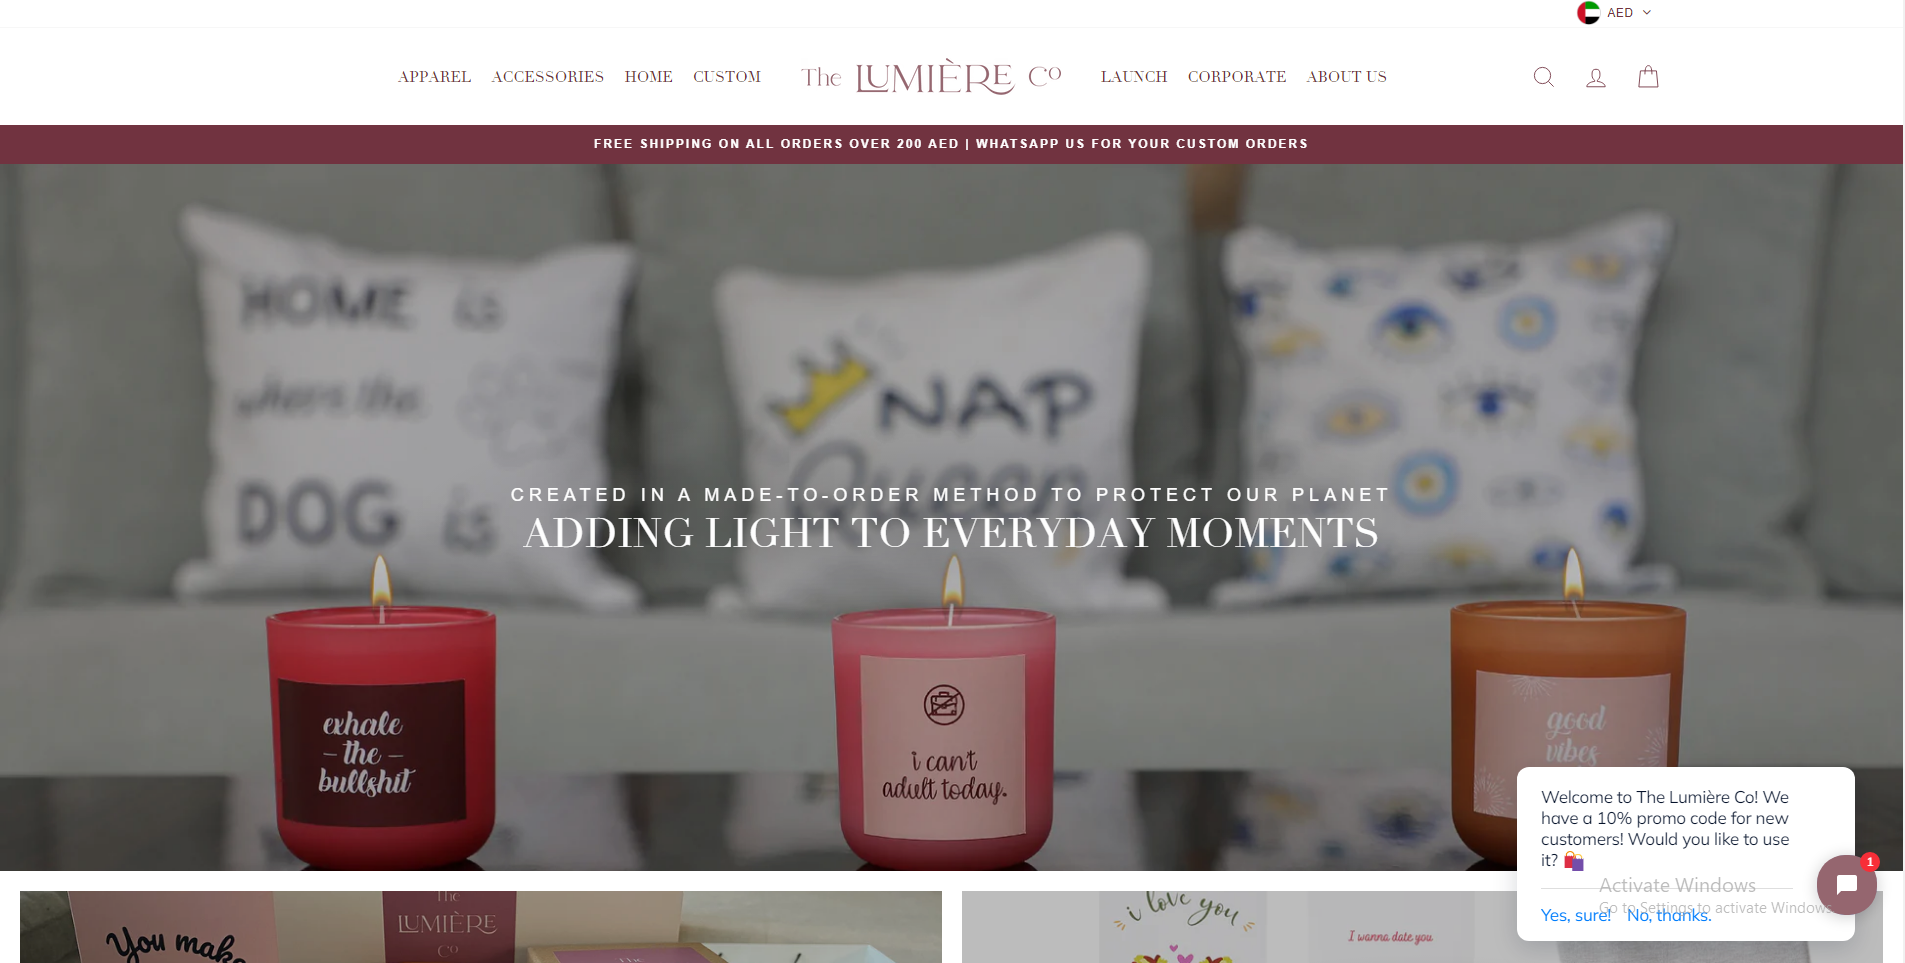 AED
APPAREL ACCESSORIES HOME CUSTOM The LUMIÈRE Co LAUNCH CORPORATE ABOUT US
FREE SHIPPING ON ALL ORDERS OVER 200 AED | WHATSAPP US FOR YOUR CUSTOM ORDERS
HOME is
where the
DOG is
NAP
Queen
CREATED IN A MADE-TO-ORDER METHOD TO PROTECT OUR PLANET
ADDING LIGHT TO EVERYDAY MOMENTS
exhale
- the -
bullshit
i can't
adult today.
good
vibes
Welcome to The Lumière Co! We
have a 10% promo code for new
customers! Would you like to use
it?
1
Activate Windows
Go to Settings to activate Windows.
Yes, sure! No, thanks.
You make
The
LUMIÈRE
Co
The
i love you
I wanna date you